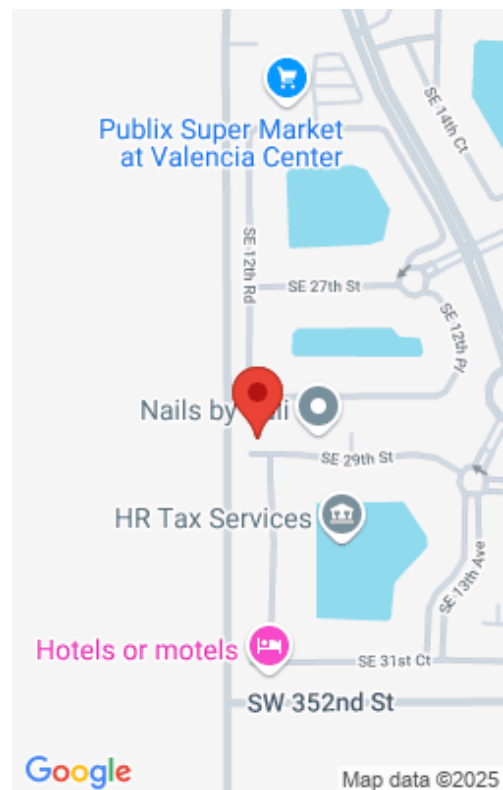 Publix Super Market
at Valencia Center
SE 14th Ct
SE 12th Rd
SE 27th St
SE 12th Pl
Nails by
SE 29th St
HR Tax Services
SE 13th Ave
Hotels or motels
SE 31st Ct
SW 352nd St
Google
Map data ©2025